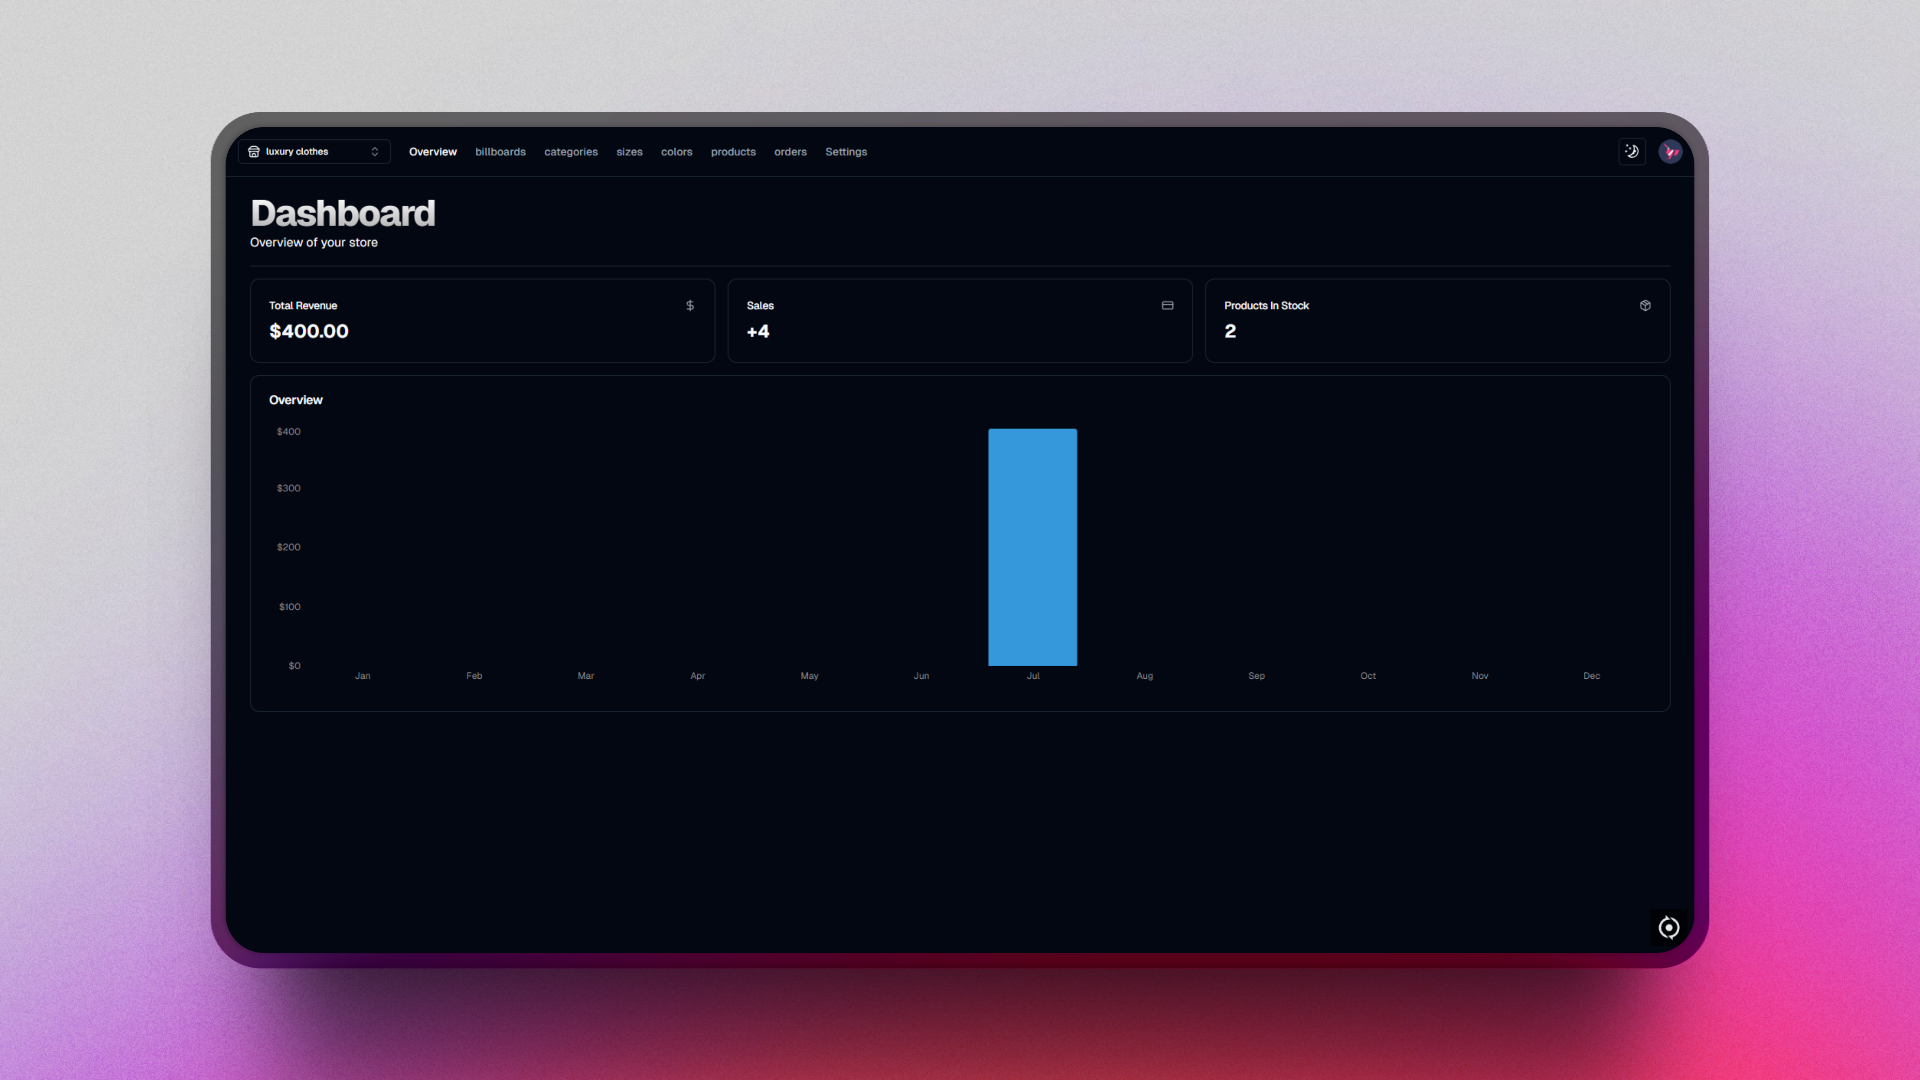 luxury clothes Overview billboards categories sizes colors products orders Settings
Dashboard
Overview of your store
Total Revenue
$400.00
Sales
+4
Products In Stock
2
Overview
$400
$300
$200
$100
$0
Jan Feb Mar Apr May Jun Jul Aug Sep Oct Nov Dec